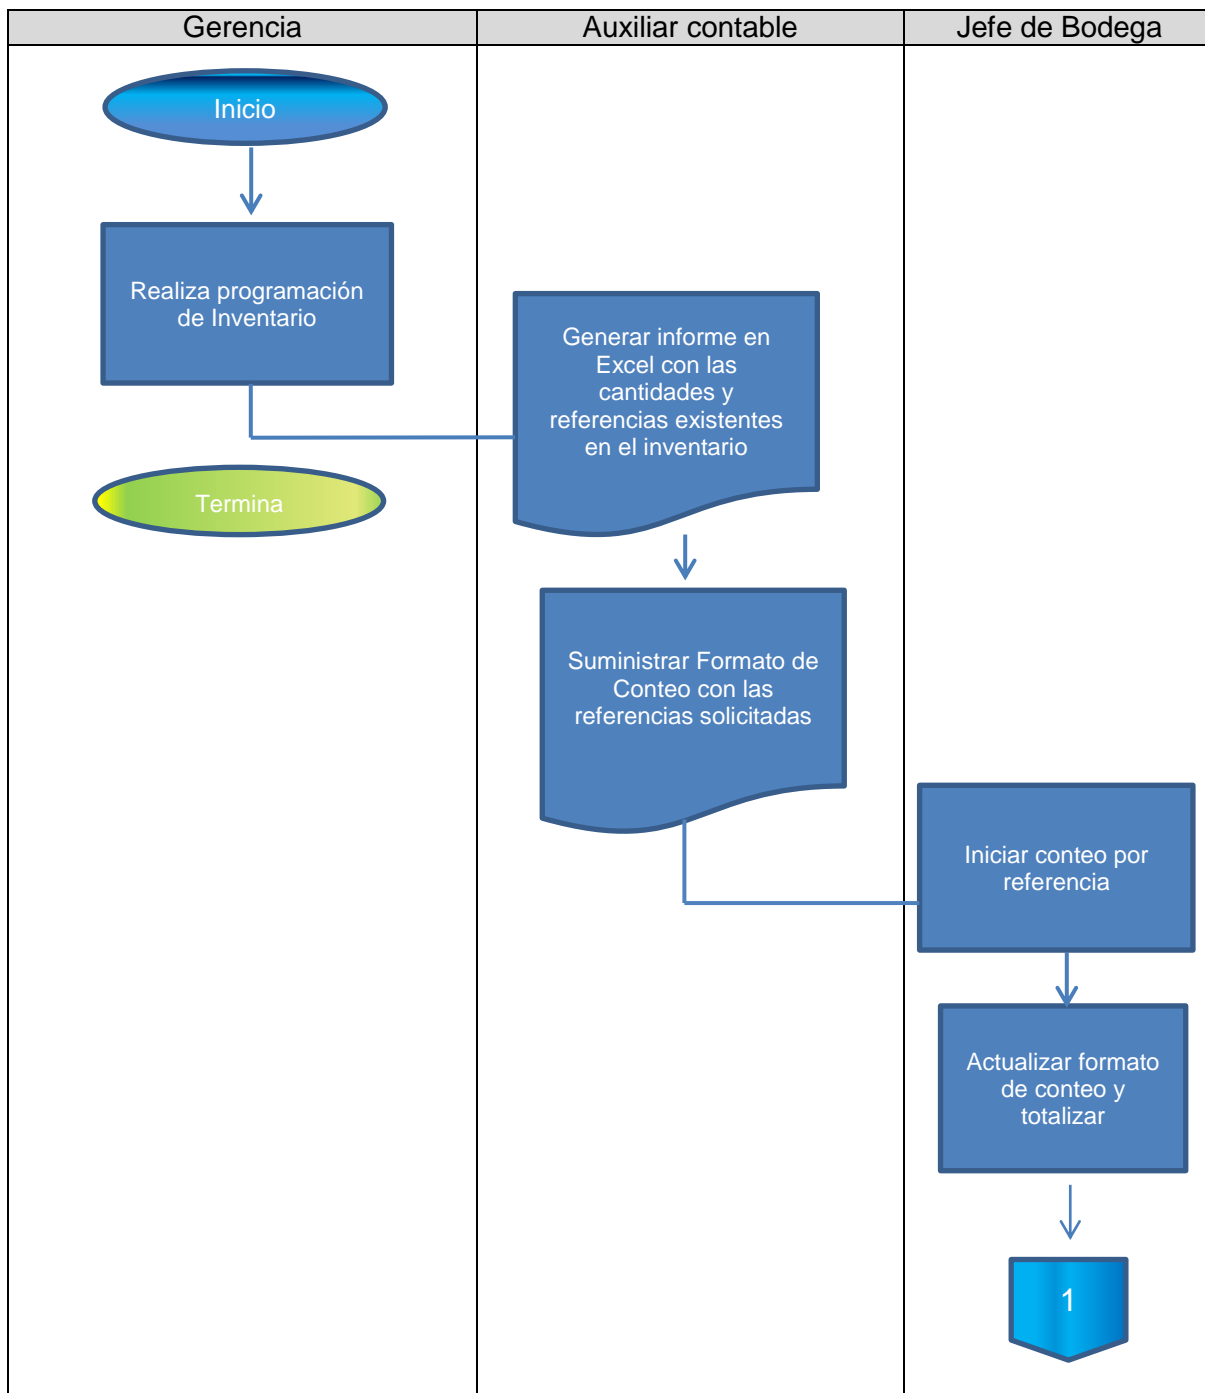 Gerencia
Auxiliar contable
Jefe de Bodega
Inicio
Realiza programación
de Inventario
Termina
Generar informe en
Excel con las
cantidades y
referencias existentes
en el inventario
Suministrar Formato de
Conteo con las
referencias solicitadas
Iniciar conteo por
referencia
Actualizar formato
de conteo y
totalizar
1